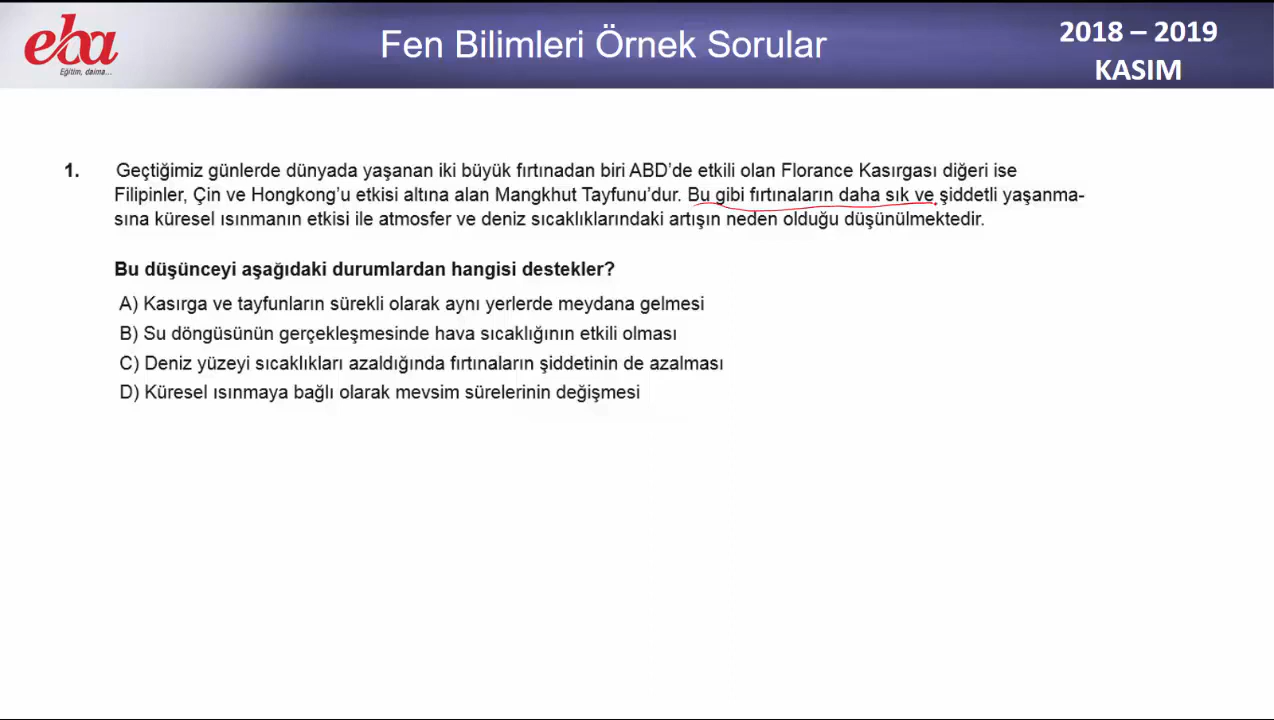 eba
Eğitim, daima...
Fen Bilimleri Örnek Sorular
2018 – 2019
KASIM
1. Geçtiğimiz günlerde dünyada yaşanan iki büyük fırtınadan biri ABD’de etkili olan Florance Kasırgası diğeri ise
Filipinler, Çin ve Hongkong’u etkisi altına alan Mangkhut Tayfunu’dur. Bu gibi fırtınaların daha sık ve şiddetli yaşanma-
sına küresel ısınmanın etkisi ile atmosfer ve deniz sıcaklıklarındaki artışın neden olduğu düşünülmektedir.
Bu düşünceyi aşağıdaki durumlardan hangisi destekler?
A) Kasırga ve tayfunların sürekli olarak aynı yerlerde meydana gelmesi
B) Su döngüsünün gerçekleşmesinde hava sıcaklığının etkili olması
C) Deniz yüzeyi sıcaklıkları azaldığında fırtınaların şiddetinin de azalması
D) Küresel ısınmaya bağlı olarak mevsim sürelerinin değişmesi